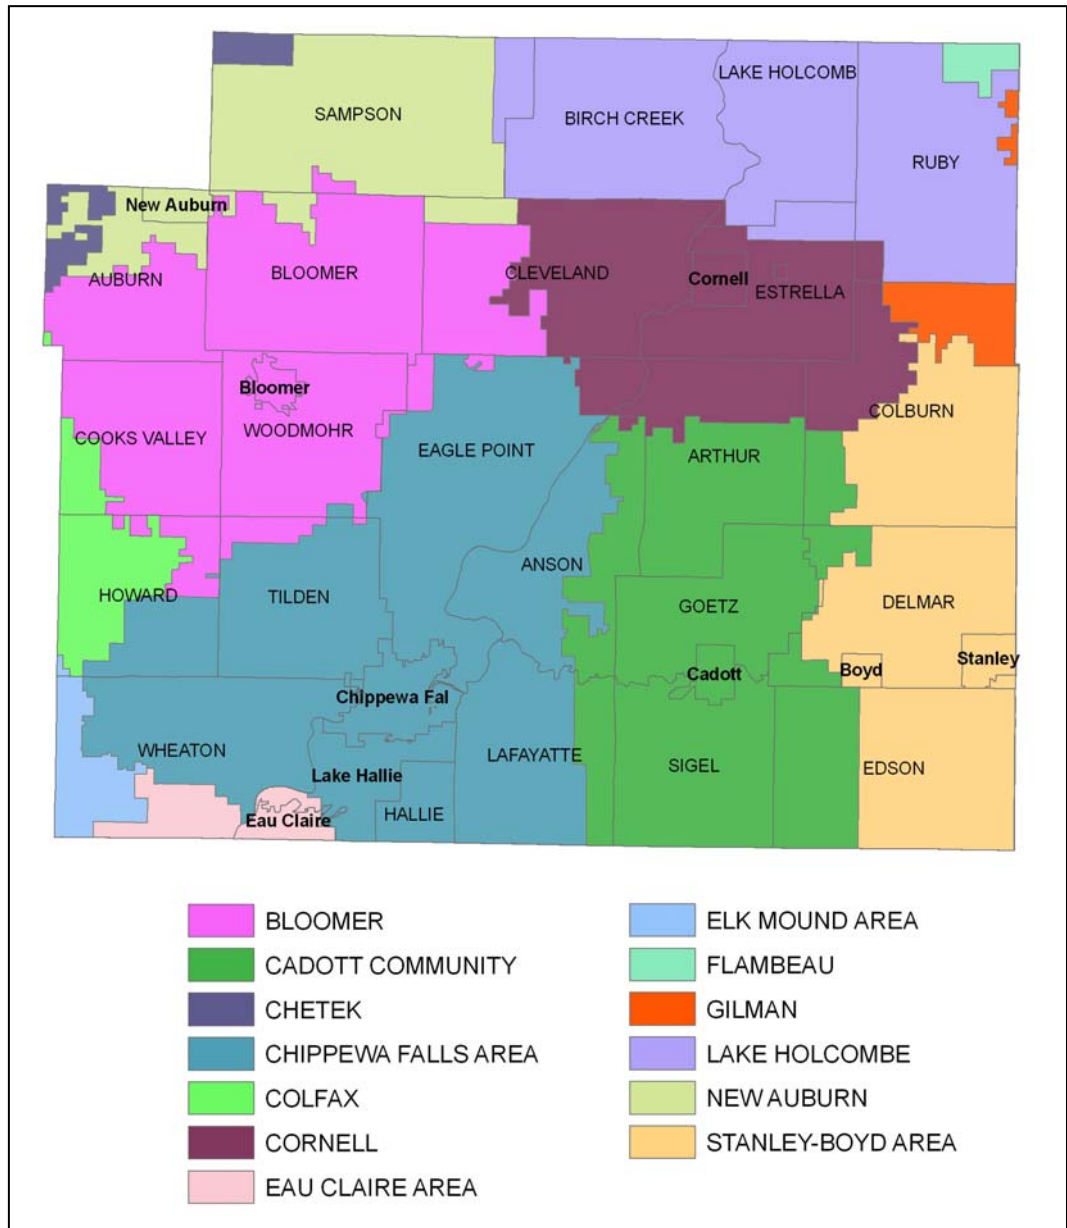 SAMPSON
BIRCH CREEK
LAKE HOLCOMB
RUBY
New Auburn
AUBURN
BLOOMER
CLEVELAND
Cornell
ESTRELLA
Bloomer
COOKS VALLEY
WOODMOHR
EAGLE POINT
ARTHUR
COLBURN
HOWARD
TILDEN
ANSON
GOETZ
DELMAR
Cadott
Boyd
Stanley
Chippewa Fal
WHEATON
Lake Hallie
LAFAYATTE
SIGEL
EDSON
Eau Claire
HALLIE
BLOOMER
CADOTT COMMUNITY
CHETEK
CHIPPEWA FALLS AREA
COLFAX
CORNELL
EAU CLAIRE AREA
ELK MOUND AREA
FLAMBEAU
GILMAN
LAKE HOLCOMBE
NEW AUBURN
STANLEY-BOYD AREA